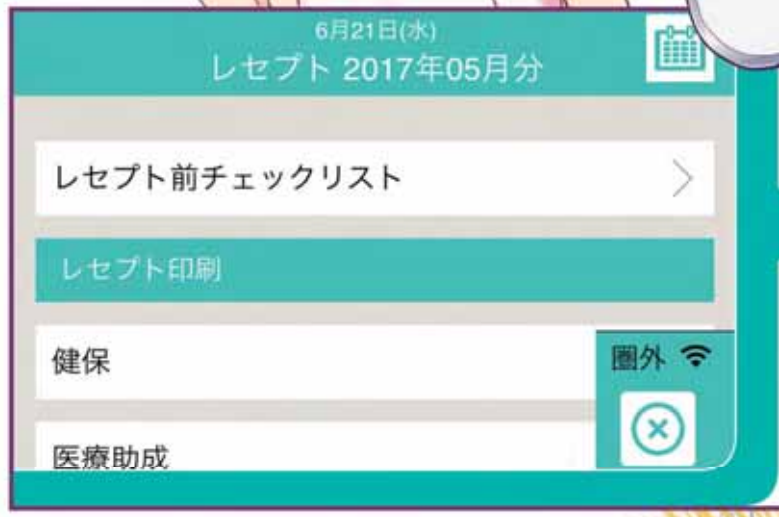 6月21日(水)
レセプト 2017年05月分
レセプト前チェックリスト
レセプト印刷
健保
圏外
医療助成